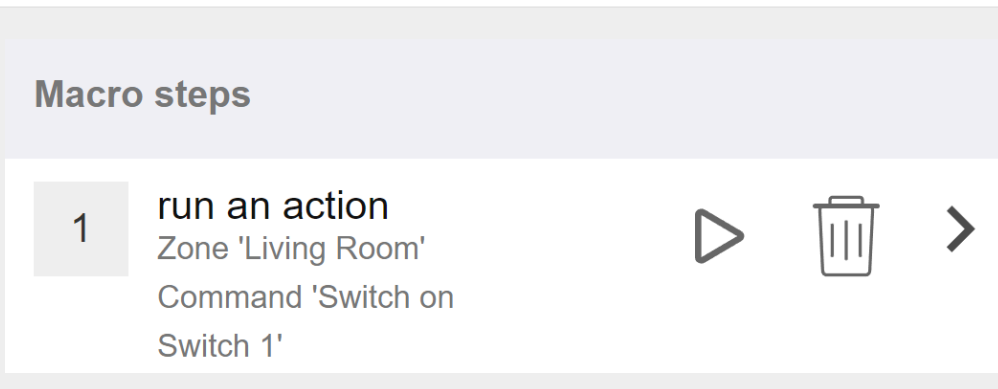 Macro steps
1
run an action
Zone 'Living Room'
Command 'Switch on
Switch 1'